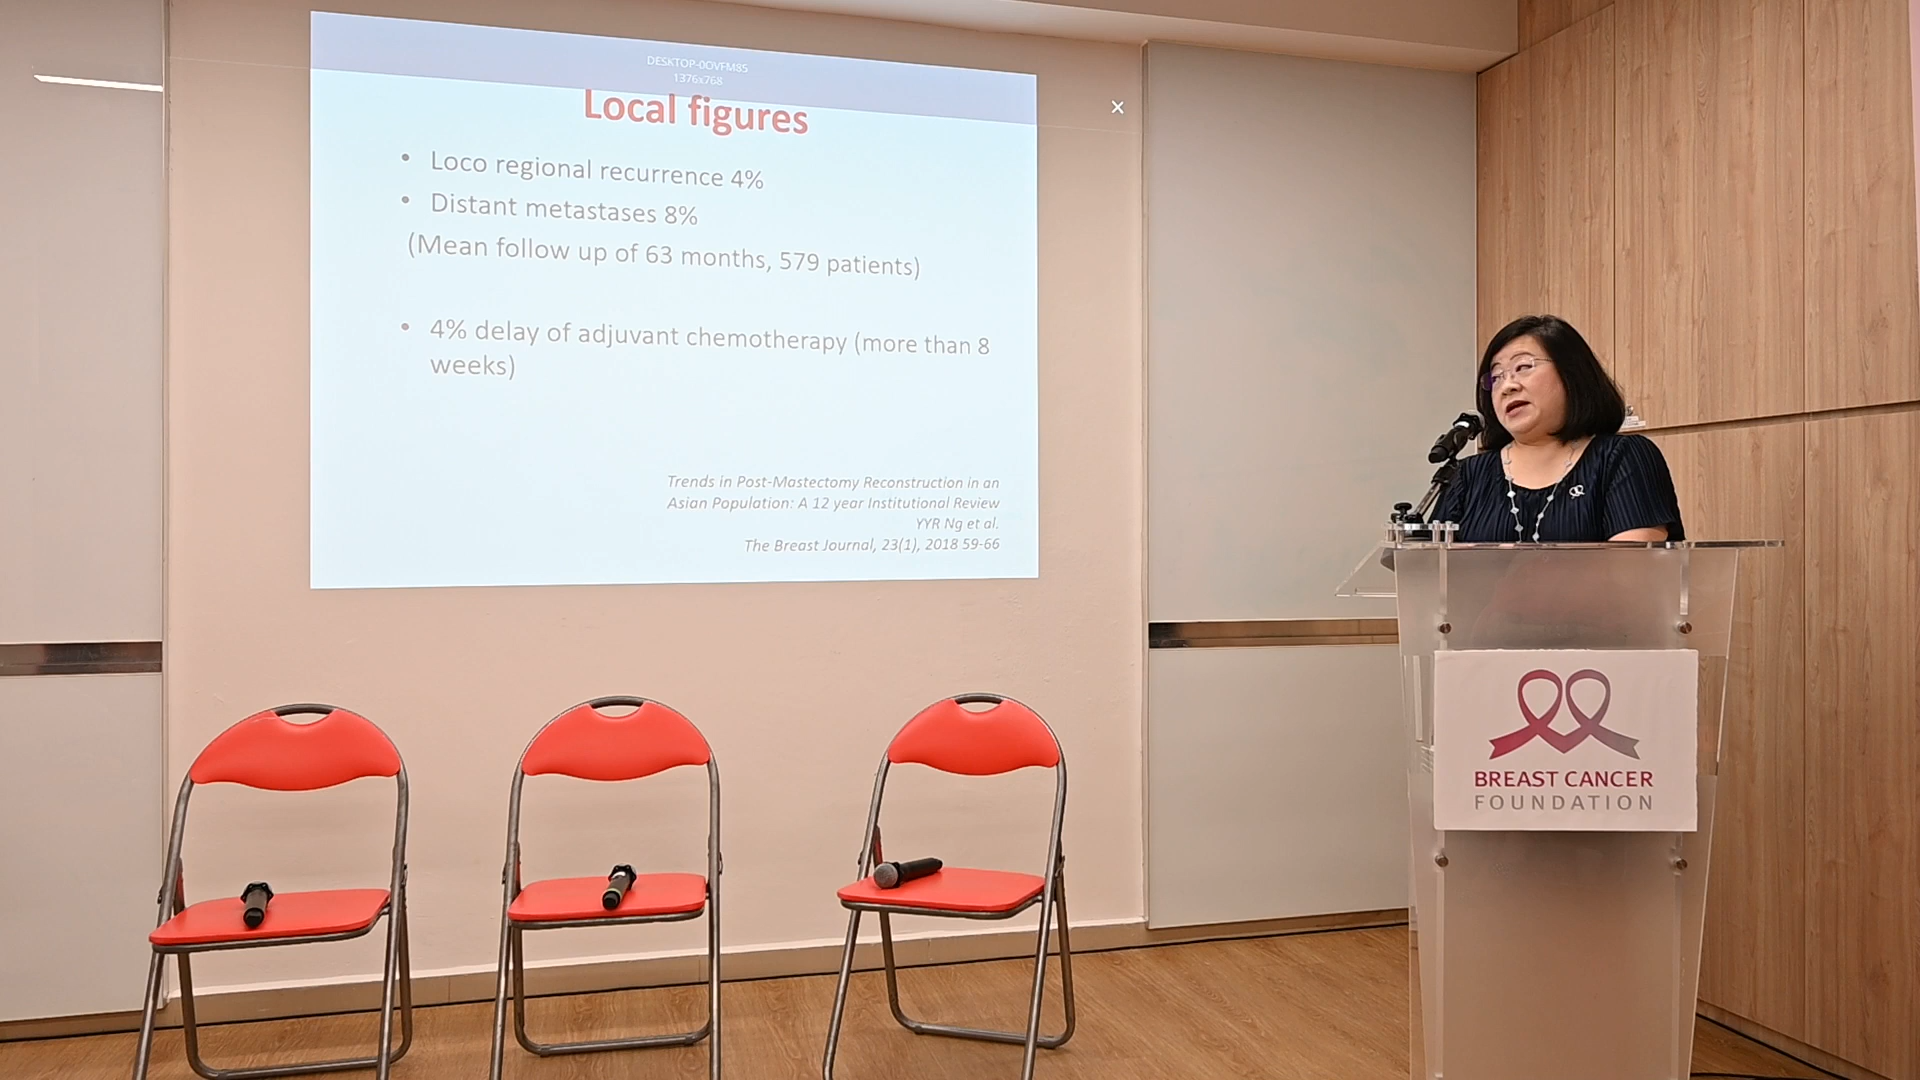 DESKTOP-0OVFM85
1376x768
Local figures
• Loco regional recurrence 4%
• Distant metastases 8%
(Mean follow up of 63 months, 579 patients)
• 4% delay of adjuvant chemotherapy (more than 8
weeks)
Trends in Post-Mastectomy Reconstruction in an
Asian Population: A 12 year Institutional Review
YYR Ng et al.
The Breast Journal, 23(1), 2018 59-66
BREAST CANCER
FOUNDATION